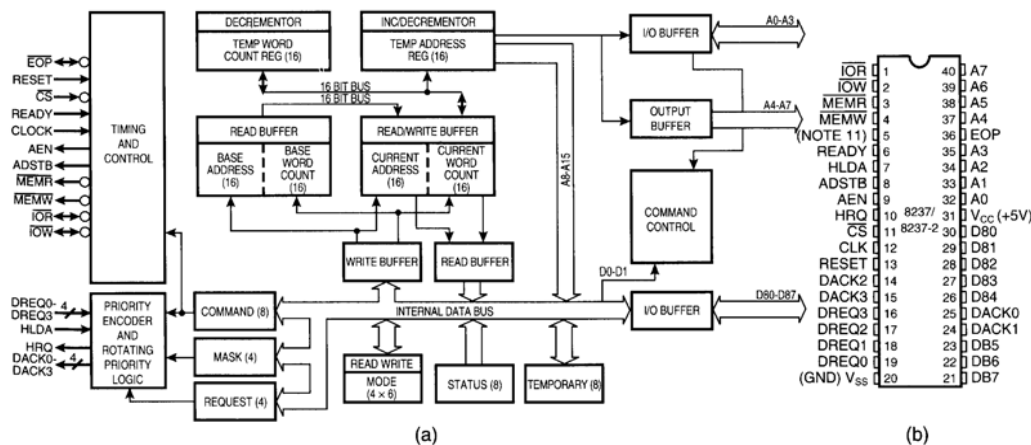 EOP
RESET
CS
READY
CLOCK
AEN
ADSTB
MEMR
MEMW
IOR
IOW
TIMING
AND
CONTROL
DREQ0-
DREQ3
4
HLDA
HRQ
DACK0-
DACK3
4
PRIORITY
ENCODER
AND
ROTATING
PRIORITY
LOGIC
DECREMENTOR
TEMP WORD
COUNT REG (16)
INC/DECREMENTOR
TEMP ADDRESS
REG (16)
16 BIT BUS
16 BIT BUS
READ BUFFER
BASE
ADDRESS
(16)
BASE
WORD
COUNT
(16)
READ/WRITE BUFFER
CURRENT
ADDRESS
(16)
CURRENT
WORD
COUNT
(16)
WRITE BUFFER
READ BUFFER
A8-A15
I/O BUFFER
A0-A3
OUTPUT
BUFFER
A4-A7
COMMAND
CONTROL
D0-D1
COMMAND (8)
MASK (4)
REQUEST (4)
INTERNAL DATA BUS
I/O BUFFER
D80-D87
READ WRITE
MODE
(4 × 6)
STATUS (8)
TEMPORARY (8)
(a)
IOR 1 40 A7
IOW 2 39 A6
MEMR 3 38 A5
MEMW 4 37 A4
(NOTE 11) 5 36 EOP
READY 6 35 A3
HLDA 7 34 A2
ADSTB 8 33 A1
AEN 9 32 A0
HRQ 10 8237/ 31 VCC (+5V)
CS 11 8237-2 30 D80
CLK 12 29 D81
RESET 13 28 D82
DACK2 14 27 D83
DACK3 15 26 D84
DREQ3 16 25 DACK0
DREQ2 17 24 DACK1
DREQ1 18 23 DB5
DREQ0 19 22 DB6
(GND) VSS 20 21 DB7
(b)